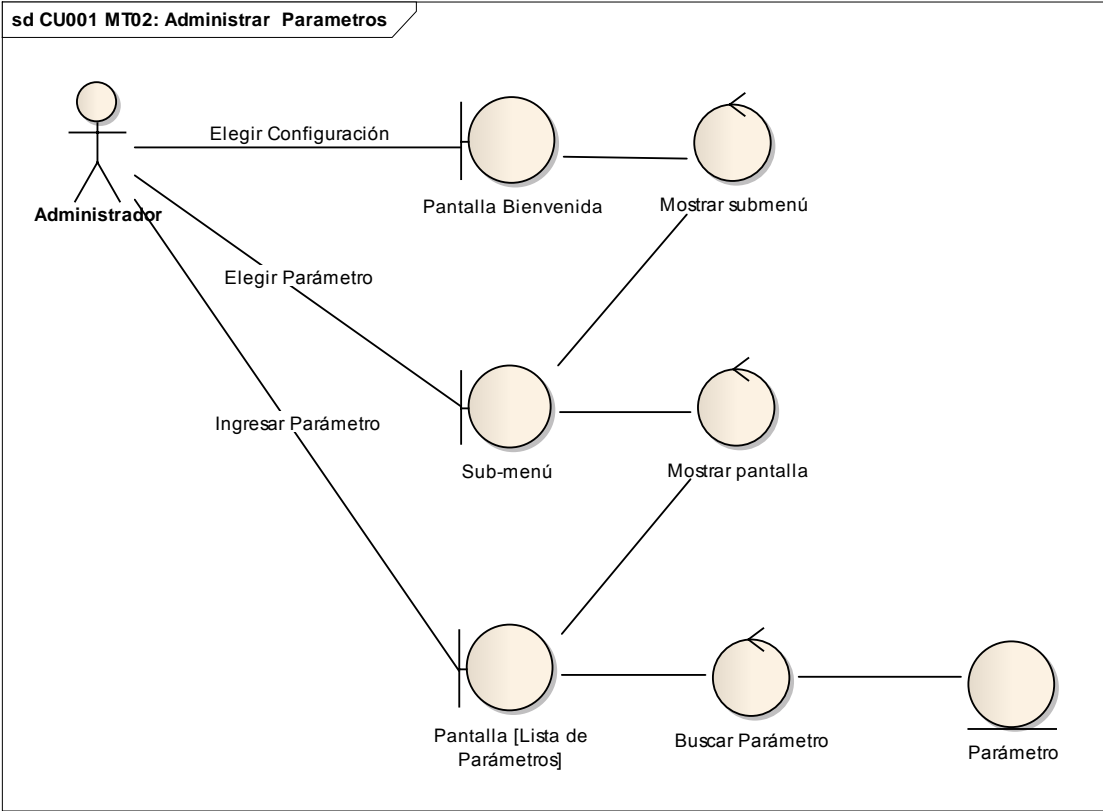 sd CU001 MT02: Administrar Parametros
Elegir Configuración
Pantalla Bienvenida
Mostrar submenú
Administrador
Elegir Parámetro
Ingresar Parámetro
Sub-menú
Mostrar pantalla
Pantalla [Lista de
Parámetros]
Buscar Parámetro
Parámetro